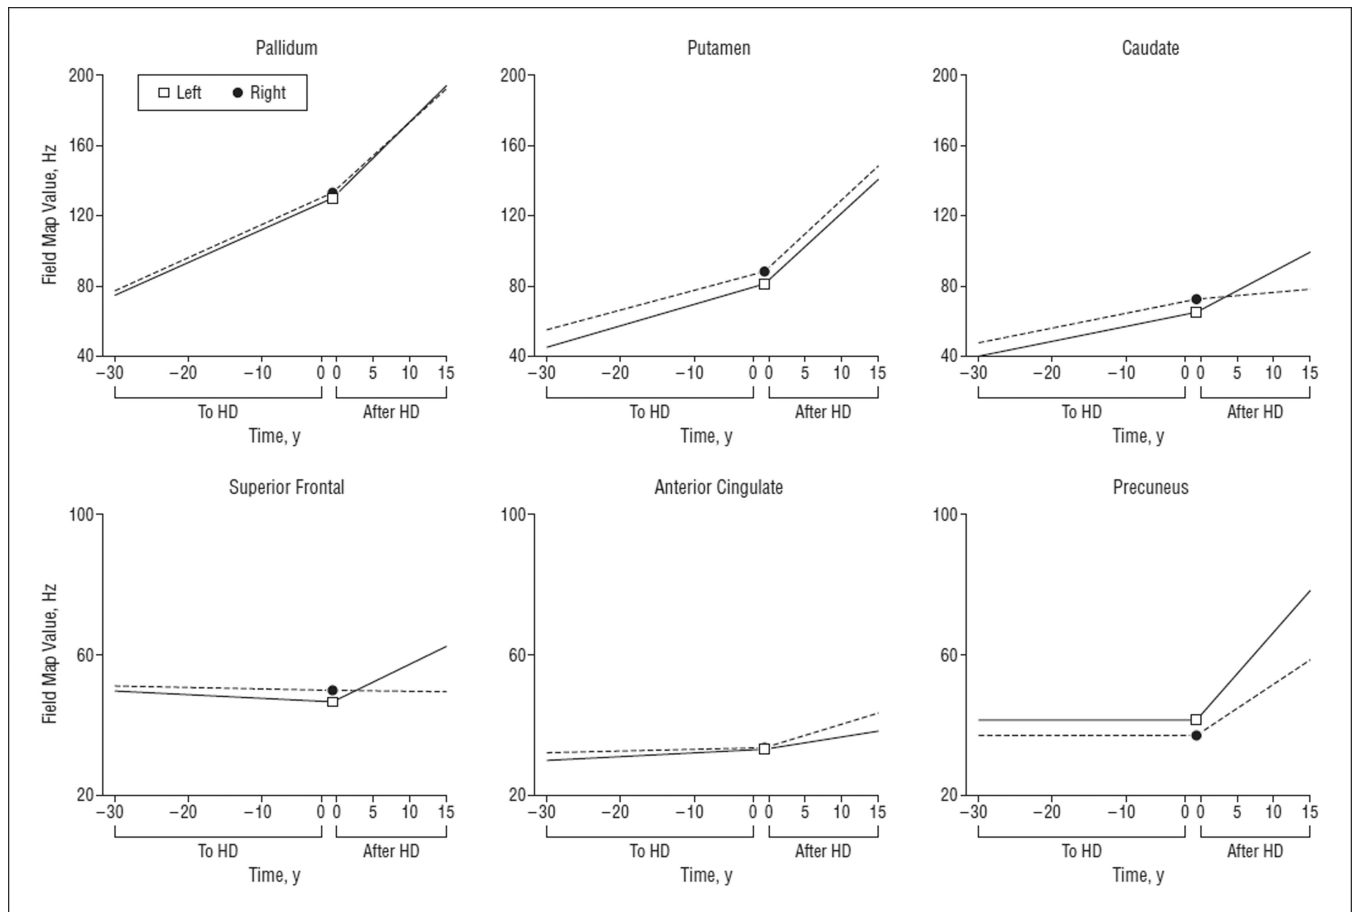 Pallidum
200
160
120
80
40
Left Right
Field Map Value, Hz
−30 −20 −10 0 0 5 10 15
To HD After HD
Time, y
Putamen
200
160
120
80
40
−30 −20 −10 0 0 5 10 15
To HD After HD
Time, y
Caudate
200
160
120
80
40
−30 −20 −10 0 0 5 10 15
To HD After HD
Time, y
Superior Frontal
100
60
20
Field Map Value, Hz
−30 −20 −10 0 0 5 10 15
To HD After HD
Time, y
Anterior Cingulate
100
60
20
−30 −20 −10 0 0 5 10 15
To HD After HD
Time, y
Precuneus
100
60
20
−30 −20 −10 0 0 5 10 15
To HD After HD
Time, y